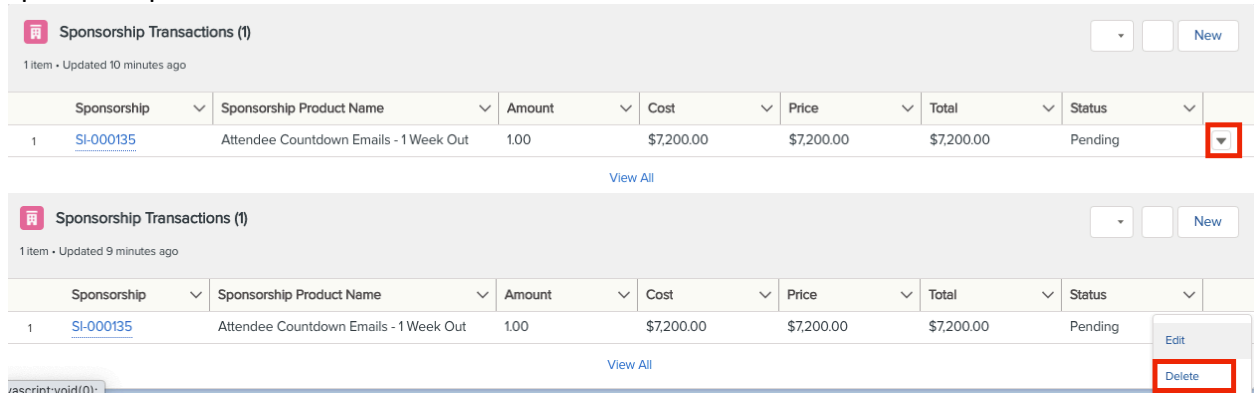 Sponsorship Transactions (1)
New
1 item • Updated 10 minutes ago
Sponsorship Sponsorship Product Name Amount Cost Price Total Status
1 SI-000135 Attendee Countdown Emails - 1 Week Out 1.00 $7,200.00 $7,200.00 $7,200.00 Pending
View All
Sponsorship Transactions (1)
New
1 item • Updated 9 minutes ago
Sponsorship Sponsorship Product Name Amount Cost Price Total Status
1 SI-000135 Attendee Countdown Emails - 1 Week Out 1.00 $7,200.00 $7,200.00 $7,200.00 Pending
Edit
View All
Delete
vascript:void(0);